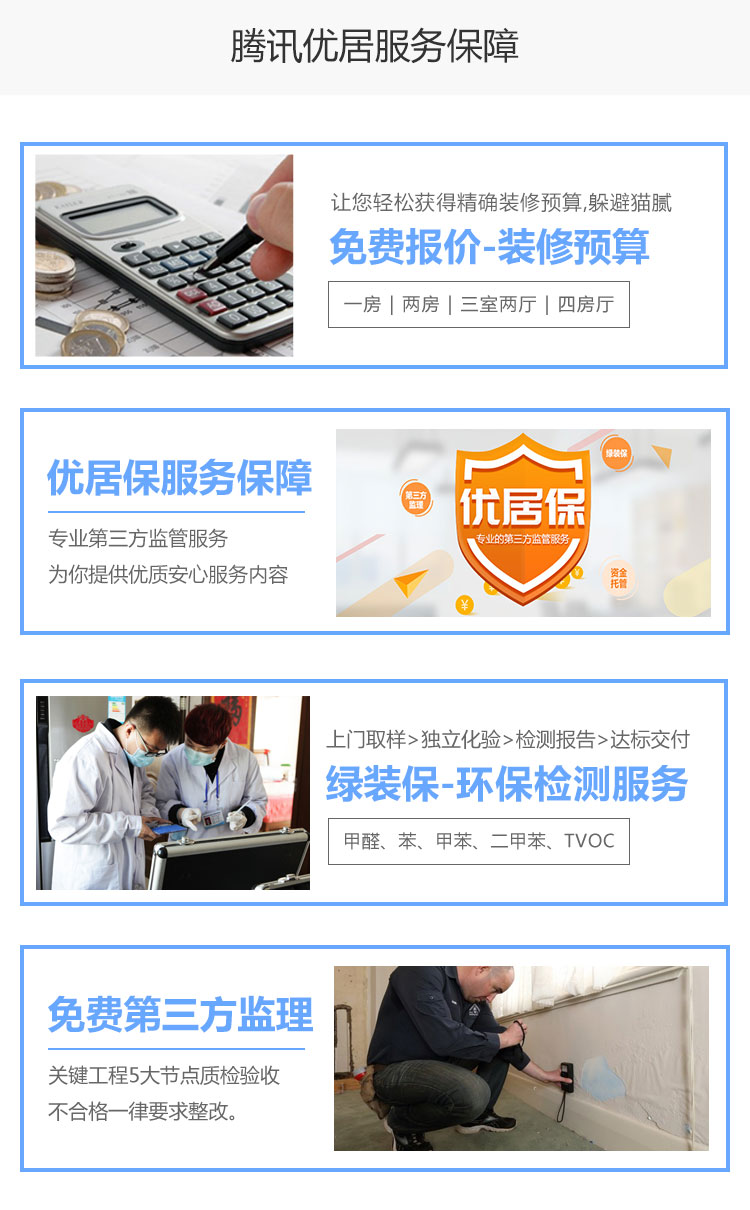 腾讯优居服务保障
让您轻松获得精确装修预算,躲避猫腻
免费报价-装修预算
一房 | 两房 | 三室两厅 | 四房厅
优居保服务保障
专业第三方监管服务
为你提供优质安心服务内容
绿装保
第三方
监理
优居保
专业的第三方监管服务
资金
托管
上门取样>独立化验>检测报告>达标交付
绿装保-环保检测服务
甲醛、苯、甲苯、二甲苯、TVOC
免费第三方监理
关键工程5大节点质检验收
不合格一律要求整改。